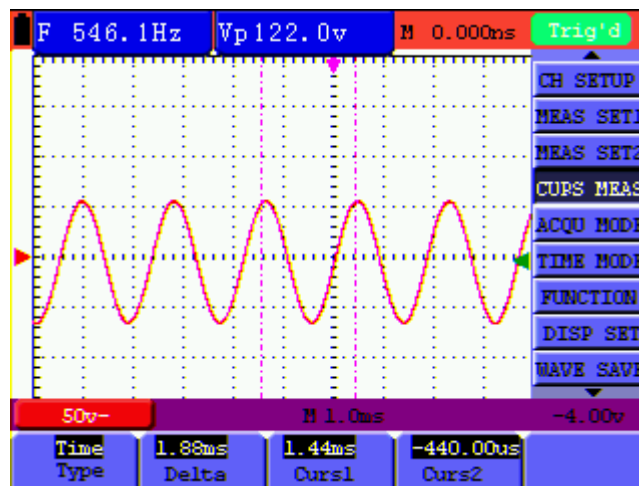 F 546.1Hz Vp122.0v M 0.000ns Trig'd
CH SETUP
MEAS SET1
MEAS SET2
CURS MEAS
ACQU MODE
TIME MODE
FUNCTION
DISP SET
WAVE SAVE
50v~ M 1.0ms -4.00v
Time 1.88ms 1.44ms -440.00us
Type Delta Curs1 Curs2